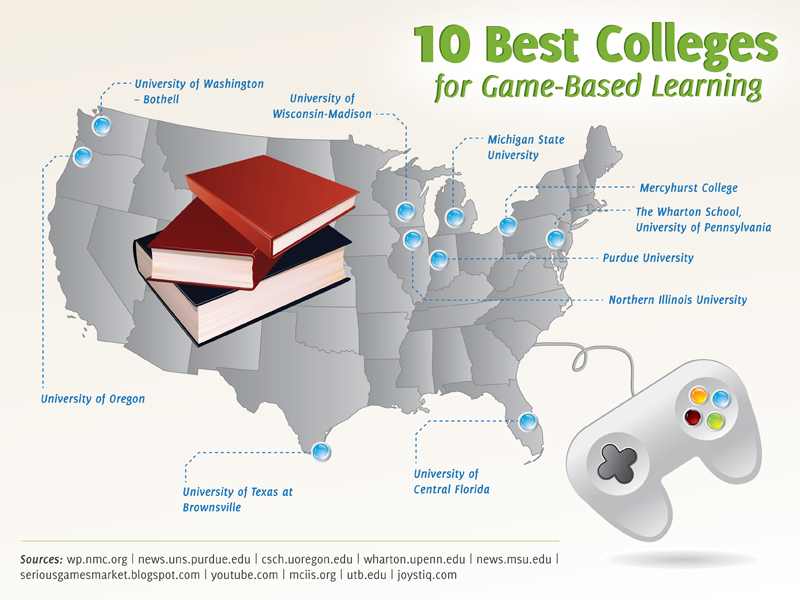 10 Best Colleges
for Game-Based Learning
University of Washington
– Bothell
University of
Wisconsin-Madison
Michigan State
University
Mercyhurst College
The Wharton School,
University of Pennsylvania
Purdue University
Northern Illinois University
University of Oregon
University of Texas at
Brownsville
University of
Central Florida
Sources: wp.nmc.org | news.uns.purdue.edu | csch.uoregon.edu | wharton.upenn.edu | news.msu.edu |
seriousgamesmarket.blogspot.com | youtube.com | mciis.org | utb.edu | joystiq.com